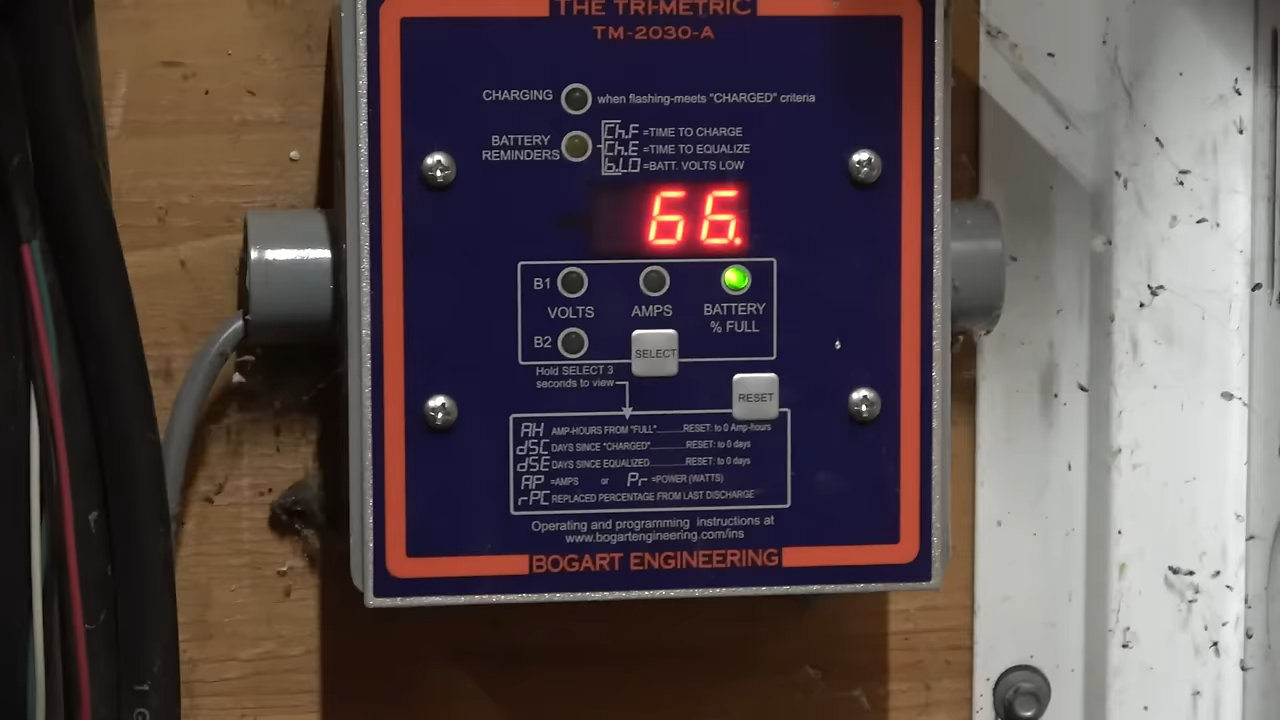 THE TRI-METRIC
TM-2030-A
CHARGING when flashing-meets "CHARGED" criteria
BATTERY REMINDERS
Ch.F =TIME TO CHARGE
Ch.E =TIME TO EQUALIZE
b.LO =BATT. VOLTS LOW
66.
B1
VOLTS AMPS BATTERY % FULL
B2
SELECT
Hold SELECT 3
seconds to view
RESET
AH AMP-HOURS FROM "FULL".........RESET: to 0 Amp-hours
dSC DAYS SINCE "CHARGED"............RESET: to 0 days
dSE DAYS SINCE EQUALIZED............RESET: to 0 days
AP =AMPS or Pr =POWER (WATTS)
rPC REPLACED PERCENTAGE FROM LAST DISCHARGE
Operating and programming instructions at
www.bogartengineering.com/ins
BOGART ENGINEERING